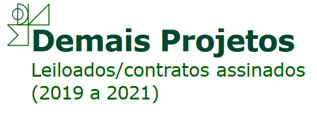 Demais Projetos
Leiloados/contratos assinados
(2019 a 2021)